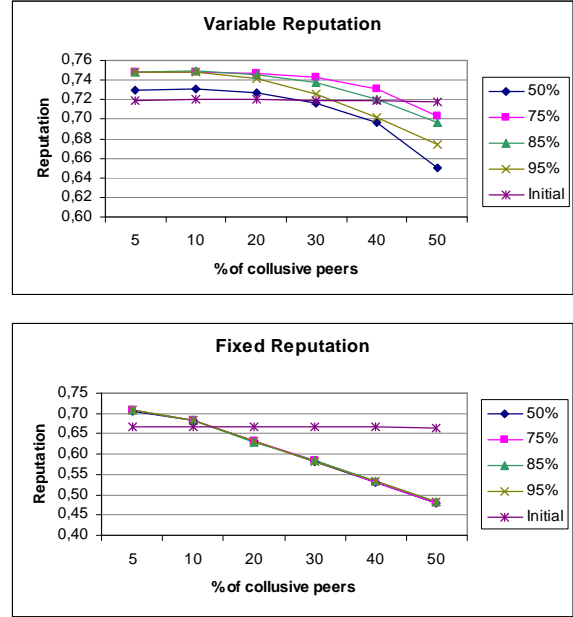 Variable Reputation
0,76
0,74
0,72
0,70
0,68
0,66
0,64
0,62
0,60
Reputation
5 10 20 30 40 50
% of collusive peers
50%
75%
85%
95%
Initial
Fixed Reputation
0,75
0,70
0,65
0,60
0,55
0,50
0,45
0,40
Reputation
5 10 20 30 40 50
% of collusive peers
50%
75%
85%
95%
Initial